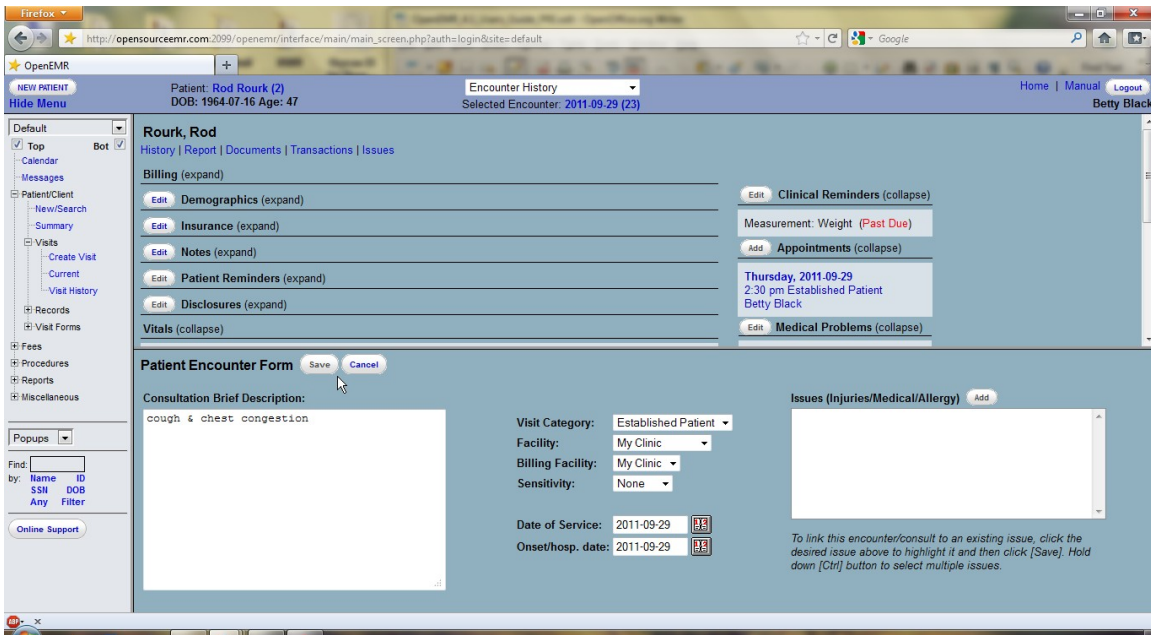 Firefox
http://opensourceemr.com:2099/openemr/interface/main/main_screen.php?auth=login&site=default
Google
OpenEMR
NEW PATIENT
Hide Menu
Patient: Rod Rourk (2)
DOB: 1964-07-16 Age: 47
Encounter History
Selected Encounter: 2011-09-29 (23)
Home | Manual Logout
Betty Black
Default
Top Bot
Calendar
Messages
Patient/Client
New/Search
Summary
Visits
Create Visit
Current
Visit History
Records
Visit Forms
Fees
Procedures
Reports
Miscellaneous
Popups
Find:
by: Name ID
SSN DOB
Any Filter
Online Support
Rourk, Rod
History | Report | Documents | Transactions | Issues
Billing (expand)
Edit Demographics (expand)
Edit Insurance (expand)
Edit Notes (expand)
Edit Patient Reminders (expand)
Edit Disclosures (expand)
Vitals (collapse)
Edit Clinical Reminders (collapse)
Measurement: Weight (Past Due)
Add Appointments (collapse)
Thursday, 2011-09-29
2:30 pm Established Patient
Betty Black
Edit Medical Problems (collapse)
Patient Encounter Form Save Cancel
Consultation Brief Description:
cough & chest congestion
Visit Category: Established Patient
Facility: My Clinic
Billing Facility: My Clinic
Sensitivity: None
Date of Service: 2011-09-29
Onset/hosp. date: 2011-09-29
Issues (Injuries/Medical/Allergy) Add
To link this encounter/consult to an existing issue, click the
desired issue above to highlight it and then click [Save]. Hold
down [Ctrl] button to select multiple issues.
ABP